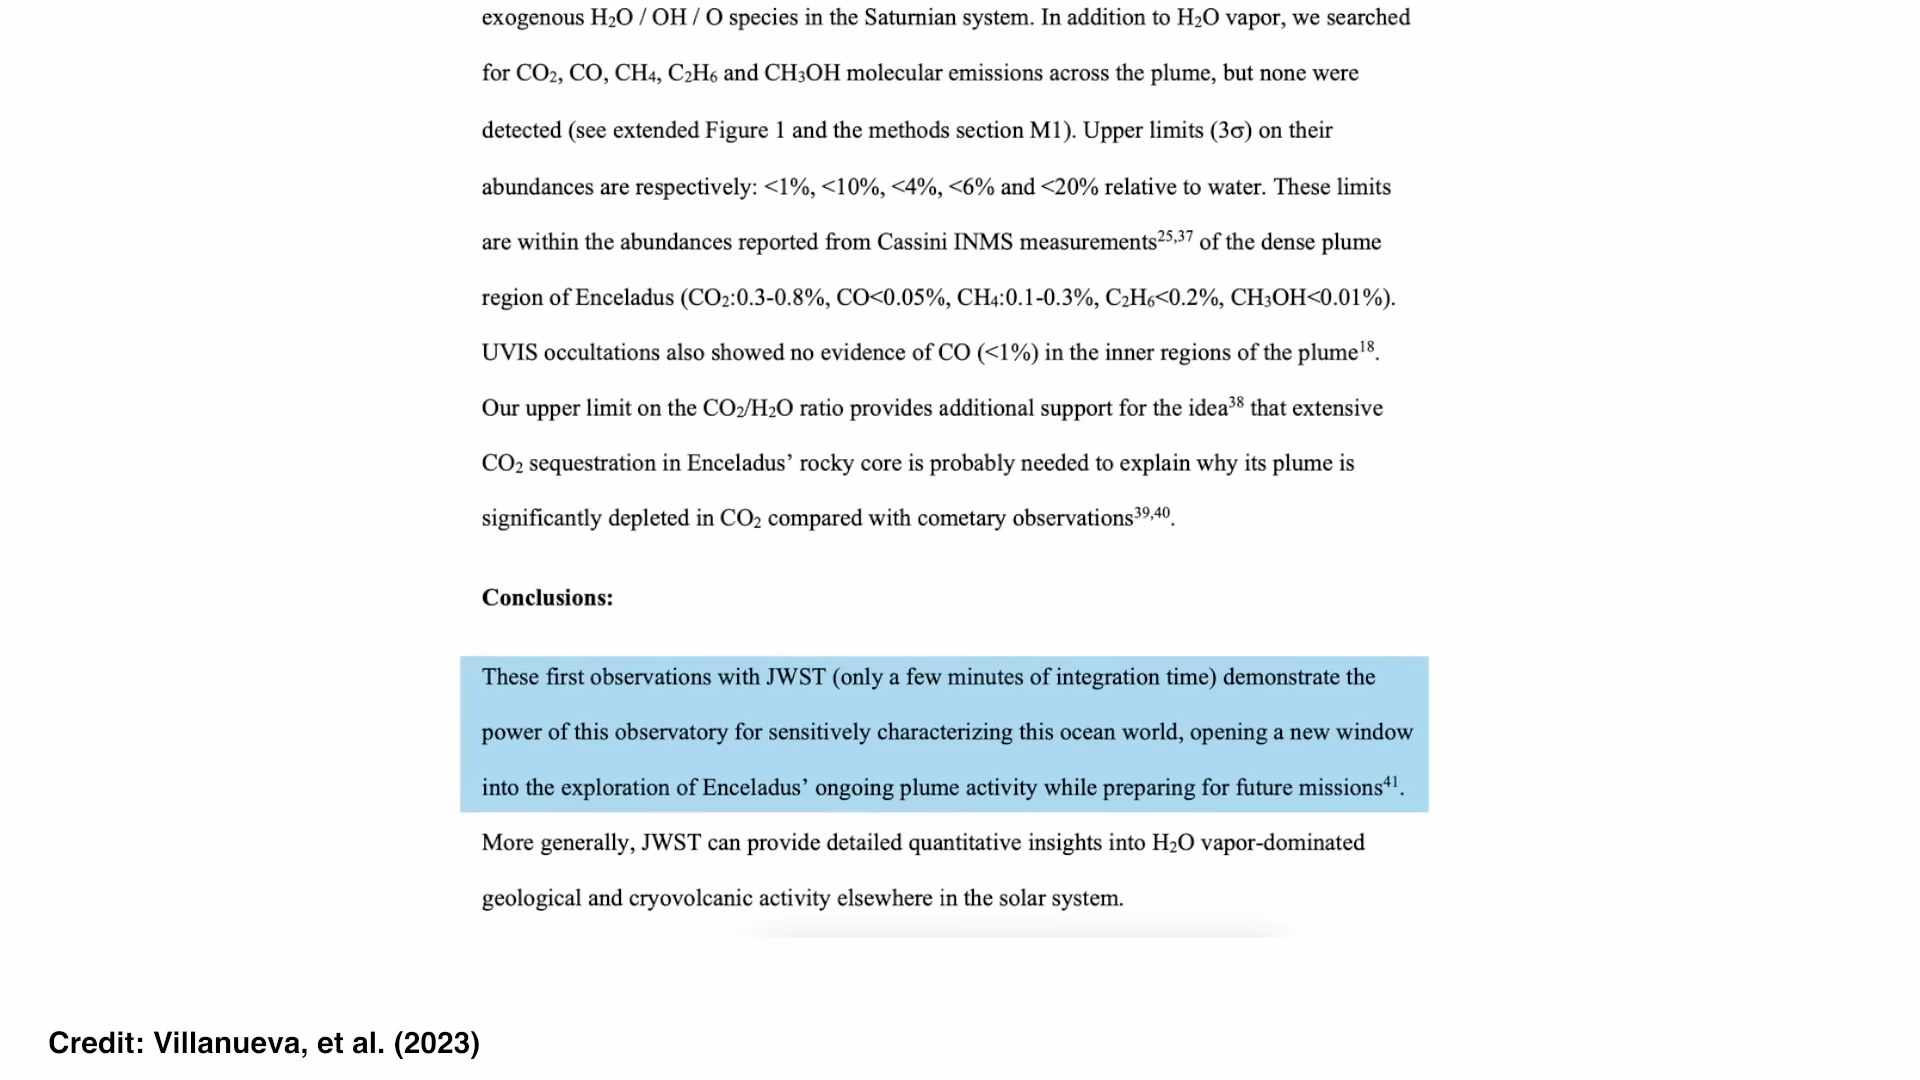 exogenous H₂O / OH / O species in the Saturnian system. In addition to H₂O vapor, we searched
for CO₂, CO, CH₄, C₂H₆ and CH₃OH molecular emissions across the plume, but none were
detected (see extended Figure 1 and the methods section M1). Upper limits (3σ) on their
abundances are respectively: <1%, <10%, <4%, <6% and <20% relative to water. These limits
are within the abundances reported from Cassini INMS measurements²⁵,³⁷ of the dense plume
region of Enceladus (CO₂:0.3-0.8%, CO<0.05%, CH₄:0.1-0.3%, C₂H₆<0.2%, CH₃OH<0.01%).
UVIS occultations also showed no evidence of CO (<1%) in the inner regions of the plume¹⁸.
Our upper limit on the CO₂/H₂O ratio provides additional support for the idea³⁸ that extensive
CO₂ sequestration in Enceladus’ rocky core is probably needed to explain why its plume is
significantly depleted in CO₂ compared with cometary observations³⁹,⁴⁰.
Conclusions:
These first observations with JWST (only a few minutes of integration time) demonstrate the
power of this observatory for sensitively characterizing this ocean world, opening a new window
into the exploration of Enceladus’ ongoing plume activity while preparing for future missions⁴¹.
More generally, JWST can provide detailed quantitative insights into H₂O vapor-dominated
geological and cryovolcanic activity elsewhere in the solar system.
Credit: Villanueva, et al. (2023)